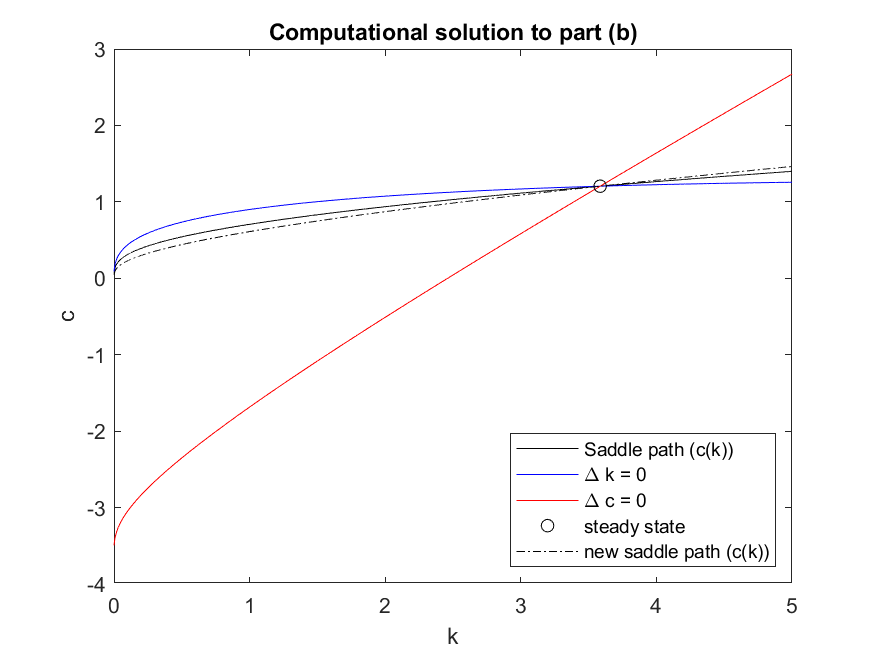 Computational solution to part (b)
3
2
1
0
-1
-2
-3
-4
c
Saddle path (c(k))
Δ k = 0
Δ c = 0
steady state
new saddle path (c(k))
0 1 2 3 4 5
k